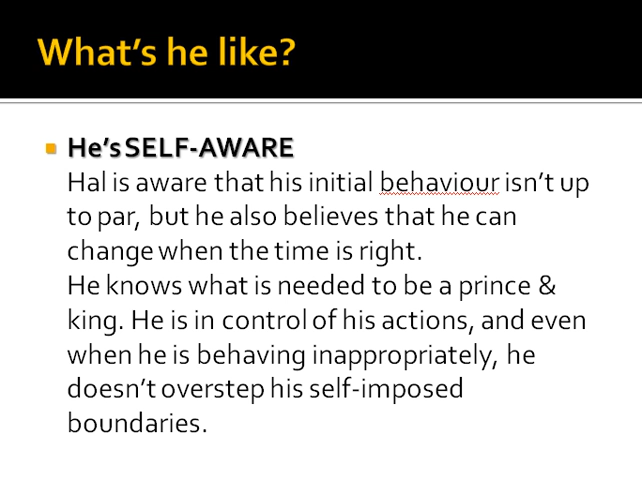 What's he like?
He's SELF-AWARE
Hal is aware that his initial behaviour isn't up
to par, but he also believes that he can
change when the time is right.
He knows what is needed to be a prince &
king. He is in control of his actions, and even
when he is behaving inappropriately, he
doesn't overstep his self-imposed
boundaries.